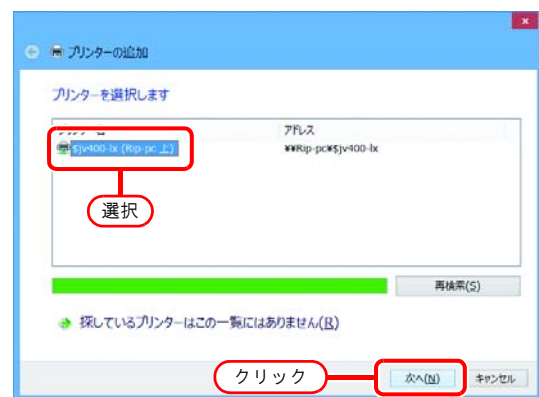 プリンターの追加
プリンターを選択します
アドレス
$jv400-lx (Rip-pc 上)
¥¥Rip-pc¥$jv400-lx
選択
再検索(S)
探しているプリンターはこの一覧にはありません(R)
クリック
次へ(N)
キャンセル